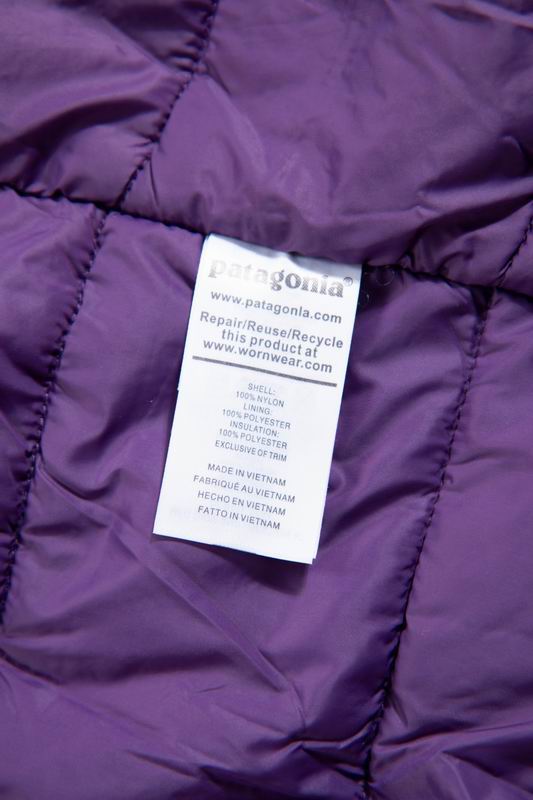 patagonia®
www.patagonla.com
Repair/Reuse/Recycle
this product at
www.wornwear.com
SHELL:
100% NYLON
LINING:
100% POLYESTER
INSULATION:
100% POLYESTER
EXCLUSIVE OF TRIM
MADE IN VIETNAM
FABRIQUÉ AU VIETNAM
HECHO EN VIETNAM
FATTO IN VIETNAM